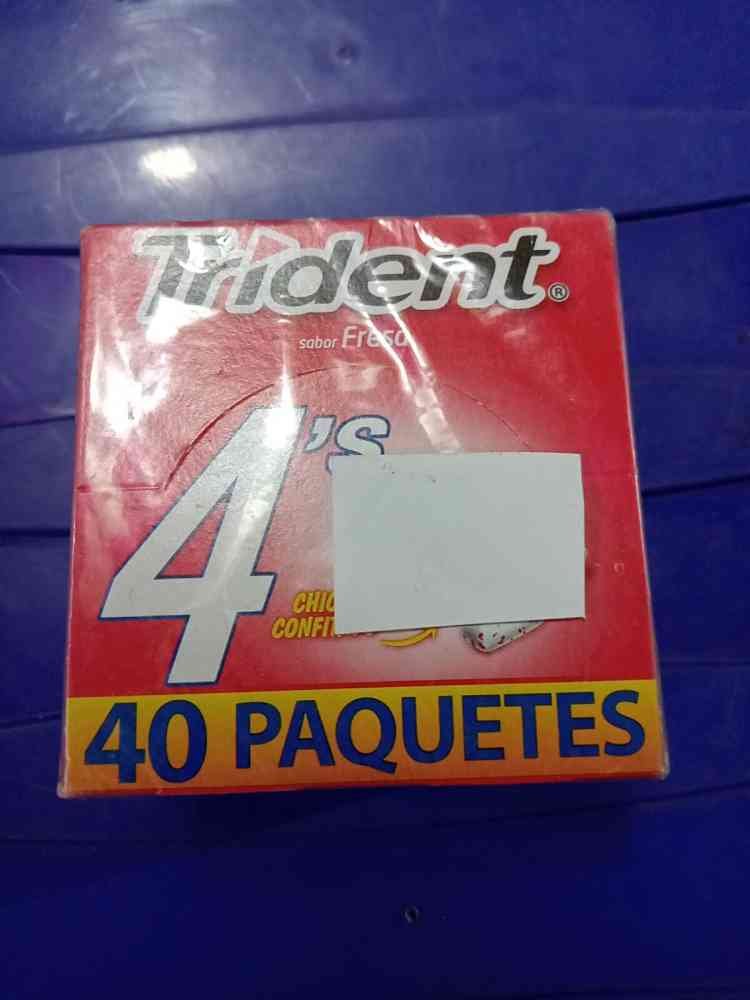 Trident®
sabor Fresa
4's
40 PAQUETES